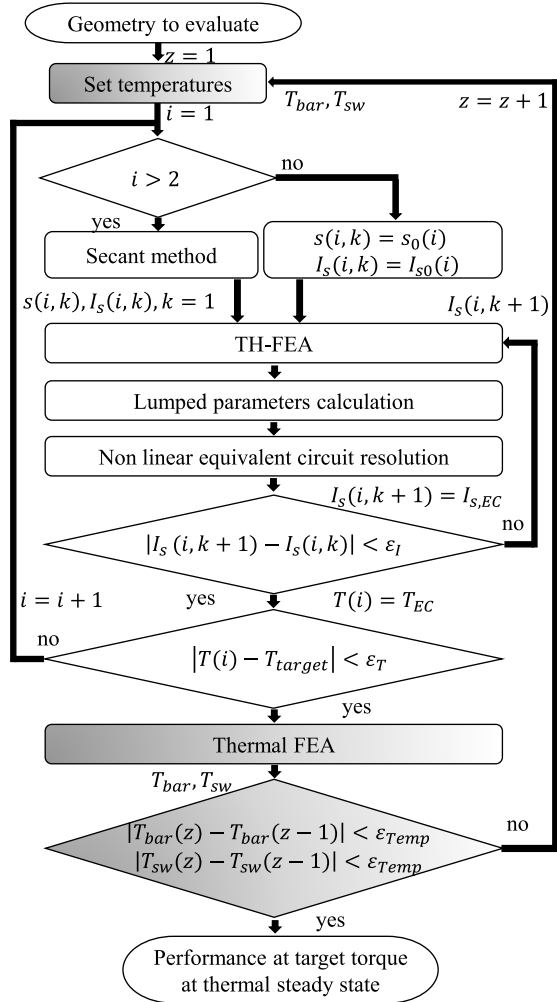 Geometry to evaluate
z = 1
Set temperatures
i = 1
T_bar, T_sw
z = z + 1
i > 2
no
yes
Secant method
s(i, k) = s_0(i)
I_s(i, k) = I_s0(i)
s(i, k), I_s(i, k), k = 1
I_s(i, k + 1)
TH-FEA
Lumped parameters calculation
Non linear equivalent circuit resolution
I_s(i, k + 1) = I_s,EC
|I_s (i, k + 1) − I_s(i, k)| < ε_I
no
i = i + 1
yes
T(i) = T_EC
no
|T(i) − T_target| < ε_T
yes
Thermal FEA
T_bar, T_sw
|T_bar(z) − T_bar(z − 1)| < ε_Temp
|T_sw(z) − T_sw(z − 1)| < ε_Temp
no
yes
Performance at target torque
at thermal steady state